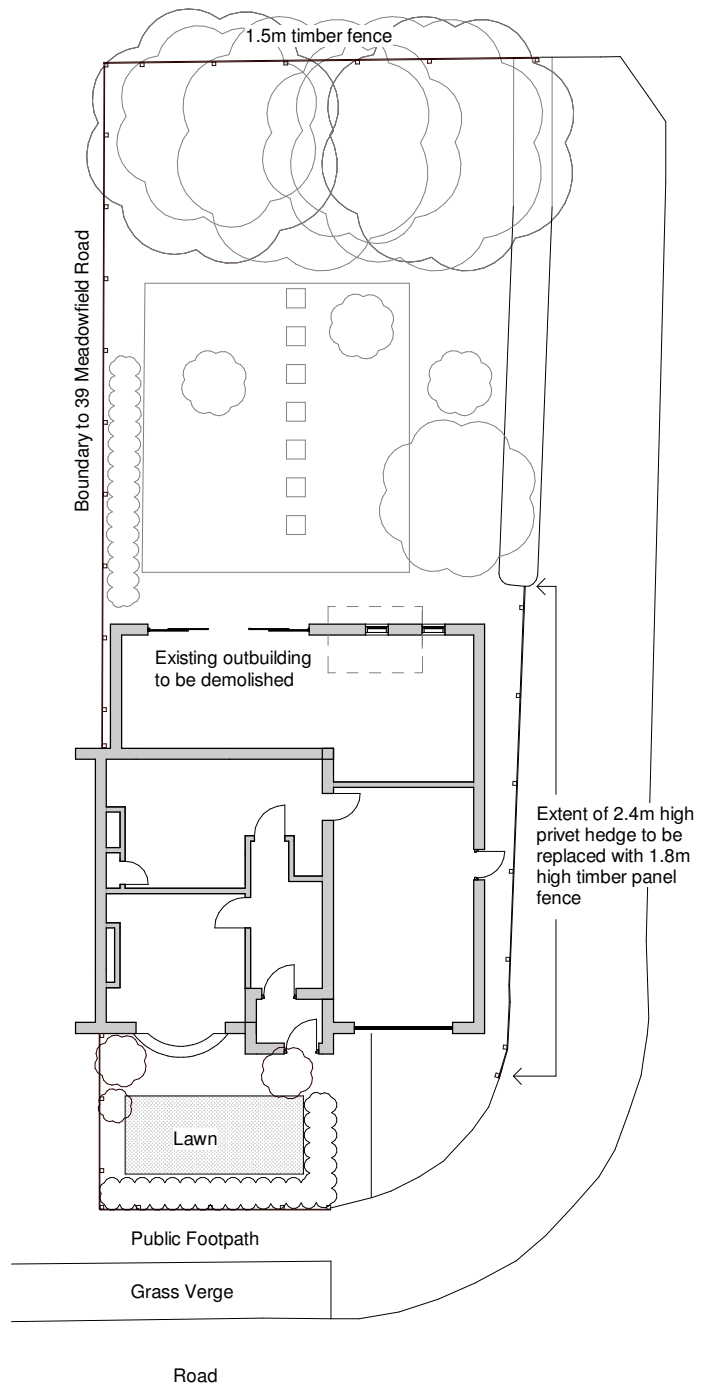 1.5m timber fence
Boundary to 39 Meadowfield Road
Existing outbuilding
to be demolished
Extent of 2.4m high
privet hedge to be
replaced with 1.8m
high timber panel
fence
Lawn
Public Footpath
Grass Verge
Road